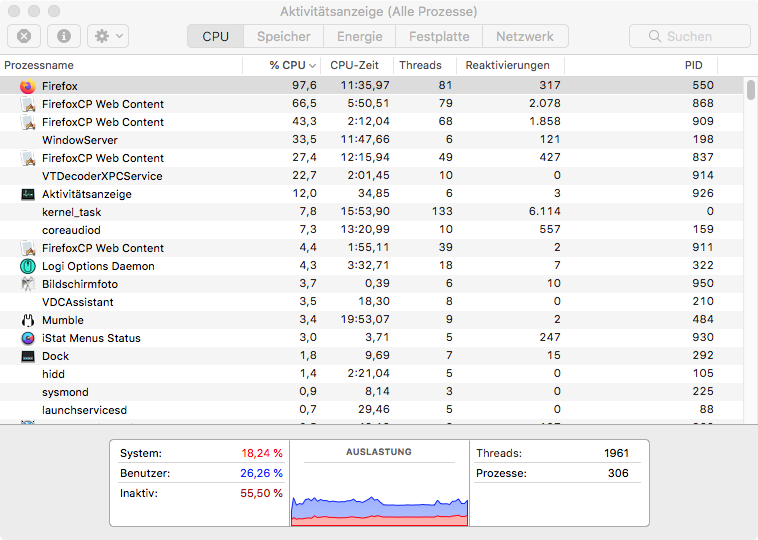 Aktivitätsanzeige (Alle Prozesse)
CPU Speicher Energie Festplatte Netzwerk Suchen
Prozessname % CPU CPU-Zeit Threads Reaktivierungen PID
Firefox 97,6 11:35,97 81 317 550
FirefoxCP Web Content 66,5 5:50,51 79 2.078 868
FirefoxCP Web Content 43,3 2:12,04 68 1.858 909
WindowServer 33,5 11:47,66 6 121 198
FirefoxCP Web Content 27,4 12:15,94 49 427 837
VTDecoderXPCService 22,7 2:01,45 10 0 914
Aktivitätsanzeige 12,0 34,85 6 3 926
kernel_task 7,8 15:53,90 133 6.114 0
coreaudiod 7,3 13:20,99 10 557 159
FirefoxCP Web Content 4,4 1:55,11 39 2 911
Logi Options Daemon 4,3 3:32,71 18 7 322
Bildschirmfoto 3,7 0,39 6 10 950
VDCAssistant 3,5 18,30 8 0 210
Mumble 3,4 19:53,07 9 2 484
iStat Menus Status 3,0 3,71 5 247 930
Dock 1,8 9,69 7 15 292
hidd 1,4 2:21,04 5 0 105
sysmond 0,9 8,14 3 0 225
launchservicesd 0,7 29,46 5 0 88
System: 18,24 % AUSLASTUNG Threads: 1961
Benutzer: 26,26 % Prozesse: 306
Inaktiv: 55,50 %